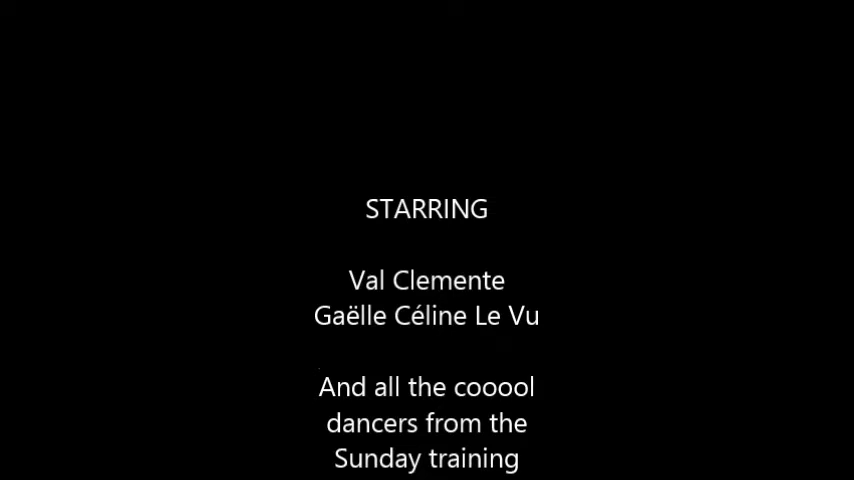 STARRING
Val Clemente
Gaëlle Céline Le Vu
And all the cooool
dancers from the
Sunday training